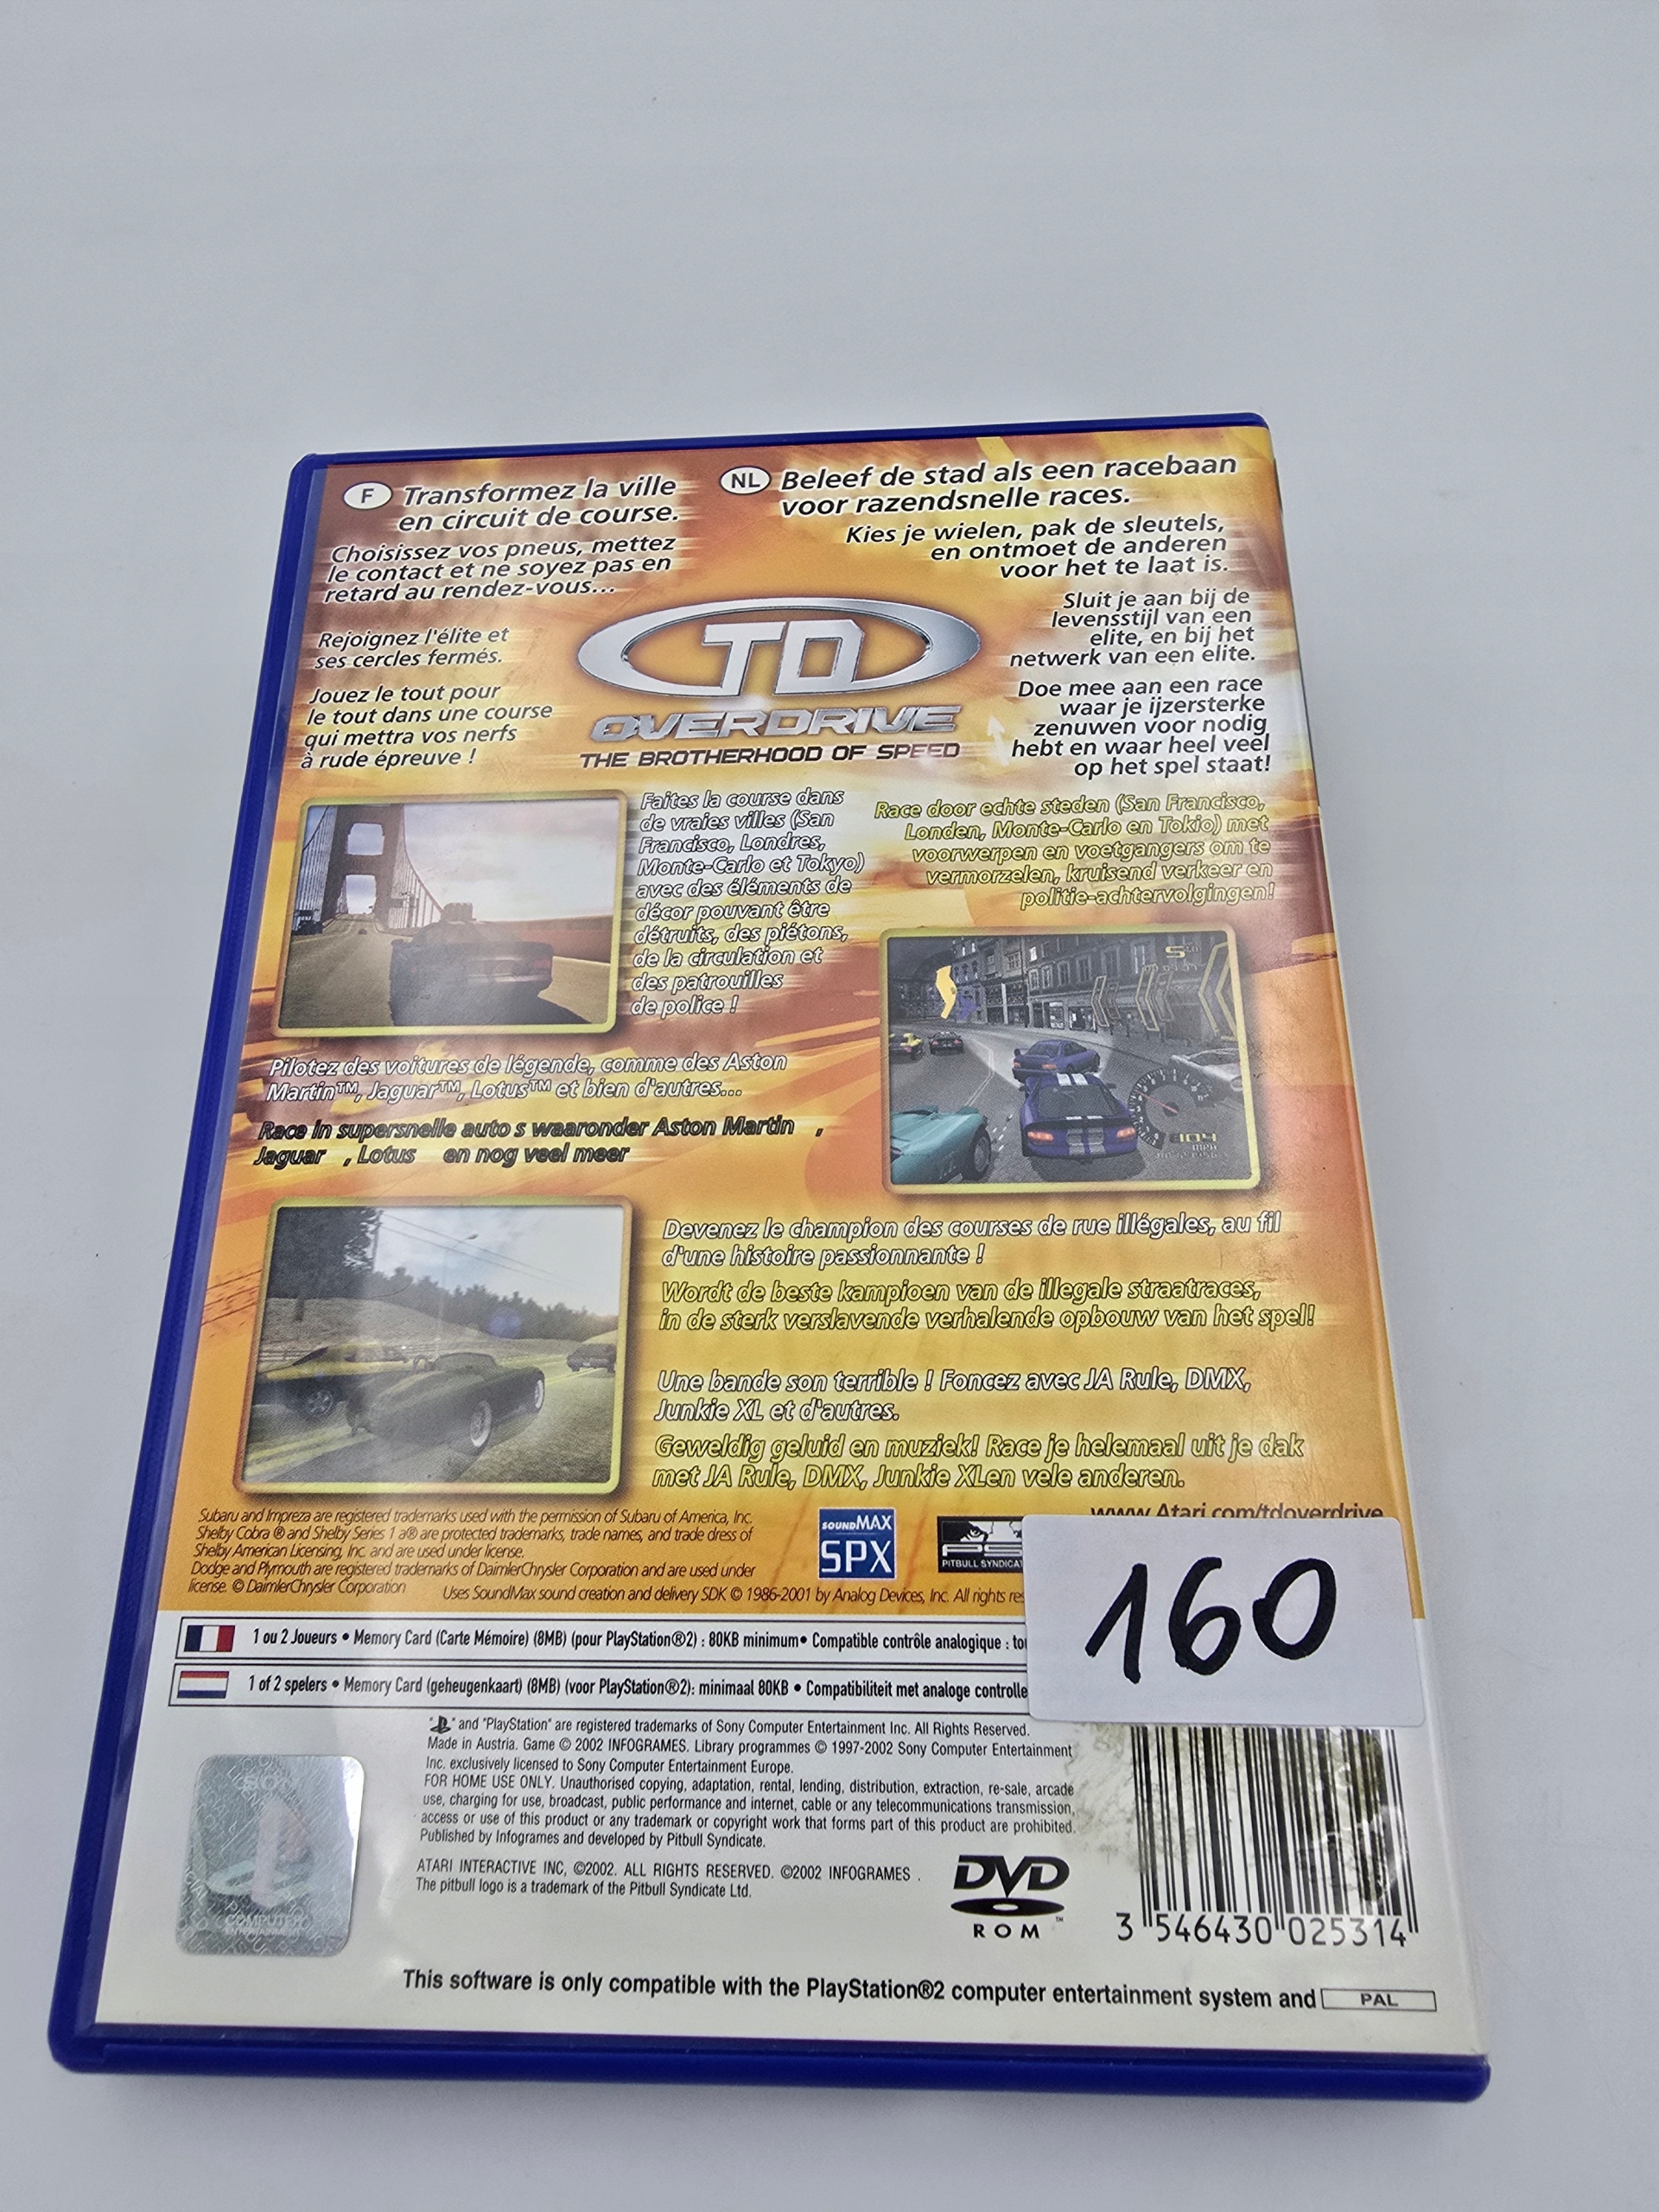 F Transformez la ville
en circuit de course.
Choisissez vos pneus, mettez
le contact et ne soyez pas en
retard au rendez-vous...
Rejoignez l'élite et
ses cercles fermés.
Jouez le tout pour
le tout dans une course
qui mettra vos nerfs
à rude épreuve !
NL Beleef de stad als een racebaan
voor razendsnelle races.
Kies je wielen, pak de sleutels,
en ontmoet de anderen
voor het te laat is.
Sluit je aan bij de
levensstijl van een
elite, en bij het
netwerk van een elite.
Doe mee aan een race
waar je ijzersterke
zenuwen voor nodig
hebt en waar heel veel
op het spel staat!
TD
OVERDRIVE
THE BROTHERHOOD OF SPEED
Faites la course dans
de vraies villes (San
Francisco, Londres,
Monte-Carlo et Tokyo)
avec des éléments de
décor pouvant être
détruits, des piétons,
de la circulation et
des patrouilles
de police !
Race door echte steden (San Francisco,
Londen, Monte-Carlo en Tokio) met
voorwerpen en voetgangers om te
vermorzelen, kruisend verkeer en
politie-achtervolgingen!
Pilotez des voitures de légende, comme des Aston
Martin™, Jaguar™, Lotus™ et bien d'autres...
Race in supersnelle auto s waaronder Aston Martin ,
Jaguar , Lotus en nog veel meer
104
MPH
Devenez le champion des courses de rue illégales, au fil
d'une histoire passionnante !
Wordt de beste kampioen van de illegale straatraces,
in de sterk verslavende verhalende opbouw van het spel!
Une bande son terrible ! Foncez avec JA Rule, DMX,
Junkie XL et d'autres.
Geweldig geluid en muziek! Race je helemaal uit je dak
met JA Rule, DMX, Junkie XLen vele anderen.
Subaru and Impreza are registered trademarks used with the permission of Subaru of America, Inc.
Shelby Cobra ® and Shelby Series 1 a® are protected trademarks, trade names, and trade dress of
Shelby American Licensing, Inc. and are used under license.
Dodge and Plymouth are registered trademarks of DaimlerChrysler Corporation and are used under
license. © DaimlerChrysler Corporation
Uses SoundMax sound creation and delivery SDK © 1986-2001 by Analog Devices, Inc. All rights res
SOUNDMAX
SPX
PITBULL SYNDICAT
www.Atari.com/tdoverdrive
160
1 ou 2 Joueurs • Memory Card (Carte Mémoire) (8MB) (pour PlayStation®2) : 80KB minimum• Compatible contrôle analogique : to
1 of 2 spelers • Memory Card (geheugenkaart) (8MB) (voor PlayStation®2): minimaal 80KB • Compatibiliteit met analoge controlle
" " and "PlayStation" are registered trademarks of Sony Computer Entertainment Inc. All Rights Reserved.
Made in Austria. Game © 2002 INFOGRAMES. Library programmes © 1997-2002 Sony Computer Entertainment
Inc. exclusively licensed to Sony Computer Entertainment Europe.
FOR HOME USE ONLY. Unauthorised copying, adaptation, rental, lending, distribution, extraction, re-sale, arcade
use, charging for use, broadcast, public performance and internet, cable or any telecommunications transmission,
access or use of this product or any trademark or copyright work that forms part of this product are prohibited.
Published by Infogrames and developed by Pitbull Syndicate.
ATARI INTERACTIVE INC, ©2002. ALL RIGHTS RESERVED. ©2002 INFOGRAMES .
The pitbull logo is a trademark of the Pitbull Syndicate Ltd.
SONY
COMPUTER
ENTERTAINMENT
DVD
ROM ™
3 546430 025314
This software is only compatible with the PlayStation®2 computer entertainment system and PAL